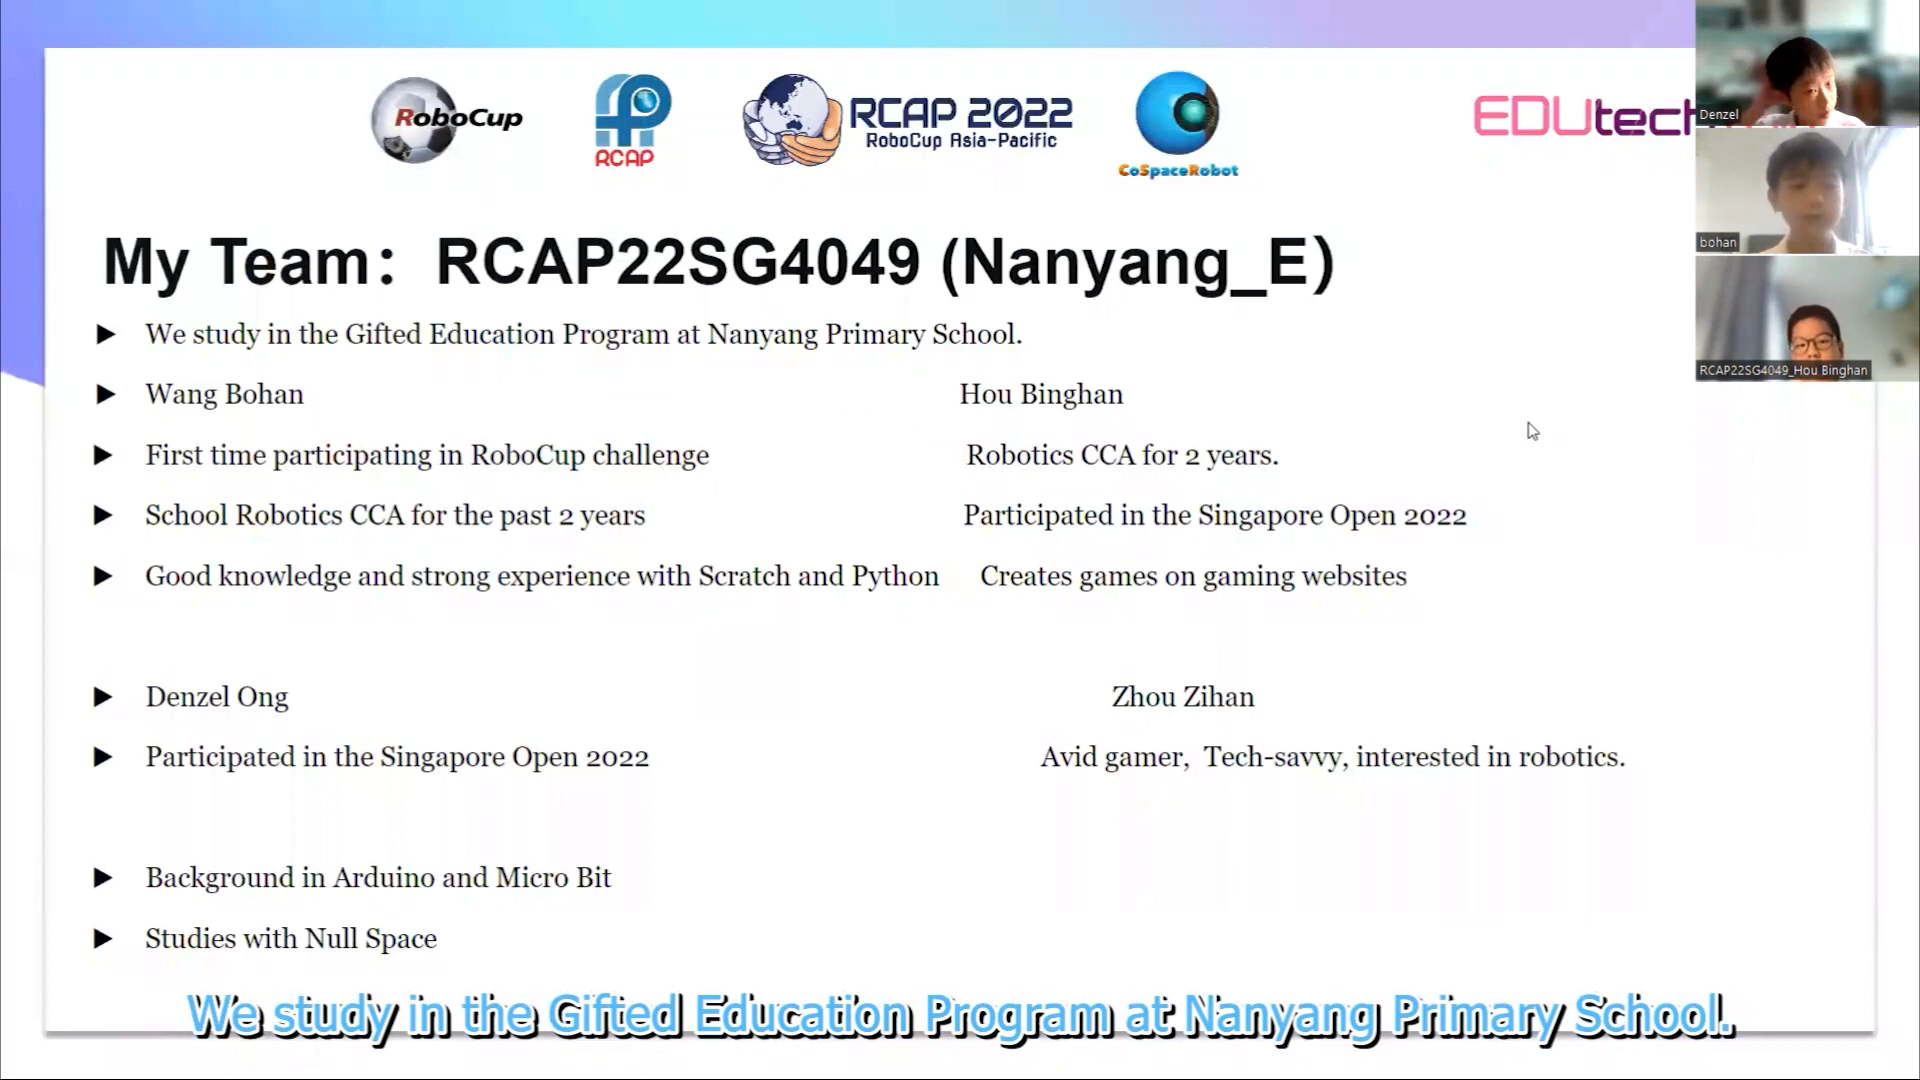 RoboCup
RCAP
RCAP 2022
RoboCup Asia-Pacific
CoSpaceRobot
EDUtech
Denzel
bohan
RCAP22SG4049_Hou Binghan
My Team: RCAP22SG4049 (Nanyang_E)
We study in the Gifted Education Program at Nanyang Primary School.
Wang Bohan Hou Binghan
First time participating in RoboCup challenge Robotics CCA for 2 years.
School Robotics CCA for the past 2 years Participated in the Singapore Open 2022
Good knowledge and strong experience with Scratch and Python Creates games on gaming websites
Denzel Ong Zhou Zihan
Participated in the Singapore Open 2022 Avid gamer, Tech-savvy, interested in robotics.
Background in Arduino and Micro Bit
Studies with Null Space
We study in the Gifted Education Program at Nanyang Primary School.